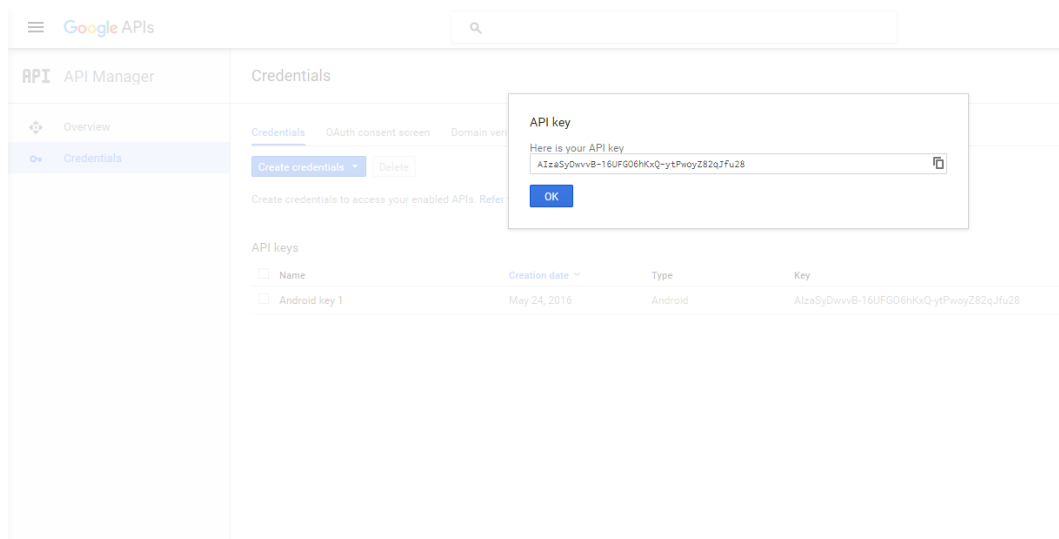 Google APIs
API API Manager
Credentials
Overview
Credentials
Credentials OAuth consent screen Domain veri
Create credentials Delete
Create credentials to access your enabled APIs. Refer
API key
Here is your API key
AIzaSyDwvvB-16UFGO6hKxQ-ytPwoyZ82qJfu28
OK
API keys
Name Creation date Type Key
Android key 1 May 24, 2016 Android AIzaSyDwvvB-16UFGO6hKxQ-ytPwoyZ82qJfu28